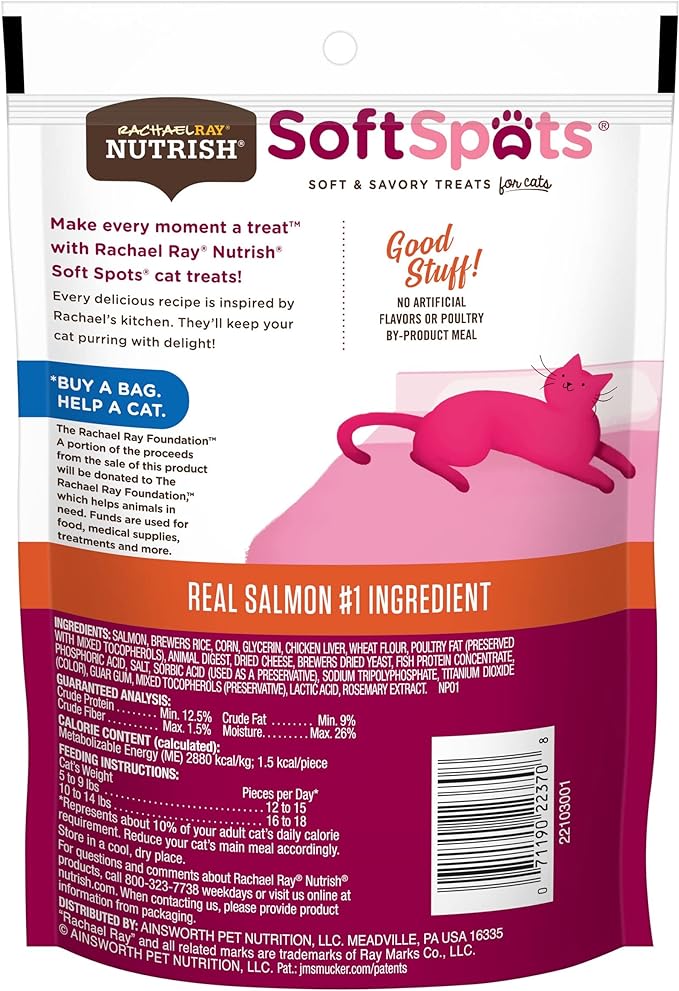 RACHAEL RAY®
NUTRISH®
SoftSpots®
SOFT & SAVORY TREATS for cats
Make every moment a treat™
with Rachael Ray® Nutrish®
Soft Spots® cat treats!
Every delicious recipe is inspired by
Rachael's kitchen. They'll keep your
cat purring with delight!
Good
Stuff!
NO ARTIFICIAL
FLAVORS OR POULTRY
BY-PRODUCT MEAL
*BUY A BAG.
HELP A CAT.
The Rachael Ray Foundation™
A portion of the proceeds
from the sale of this product
will be donated to The
Rachael Ray Foundation,™
which helps animals in
need. Funds are used for
food, medical supplies,
treatments and more.
REAL SALMON #1 INGREDIENT
INGREDIENTS: SALMON, BREWERS RICE, CORN, GLYCERIN, CHICKEN LIVER, WHEAT FLOUR, POULTRY FAT (PRESERVED
WITH MIXED TOCOPHEROLS), ANIMAL DIGEST, DRIED CHEESE, BREWERS DRIED YEAST, FISH PROTEIN CONCENTRATE,
PHOSPHORIC ACID, SALT, SORBIC ACID (USED AS A PRESERVATIVE), SODIUM TRIPOLYPHOSPHATE, TITANIUM DIOXIDE
(COLOR), GUAR GUM, MIXED TOCOPHEROLS (PRESERVATIVE), LACTIC ACID, ROSEMARY EXTRACT. NP01
GUARANTEED ANALYSIS:
Crude Protein ........ Min. 12.5% Crude Fat ........ Min. 9%
Crude Fiber ........ Max. 1.5% Moisture........ Max. 26%
CALORIE CONTENT (calculated):
Metabolizable Energy (ME) 2880 kcal/kg; 1.5 kcal/piece
FEEDING INSTRUCTIONS:
Cat's Weight Pieces per Day*
5 to 9 lbs ........ 12 to 15
10 to 14 lbs ........ 16 to 18
*Represents about 10% of your adult cat's daily calorie
requirement. Reduce your cat's main meal accordingly.
Store in a cool, dry place.
For questions and comments about Rachael Ray® Nutrish®
products, call 800-323-7738 weekdays or visit us online at
nutrish.com. When contacting us, please provide product
information from packaging.
DISTRIBUTED BY: AINSWORTH PET NUTRITION, LLC. MEADVILLE, PA USA 16335
"Rachael Ray" and all related marks are trademarks of Ray Marks Co., LLC.
© AINSWORTH PET NUTRITION, LLC. Pat.: jmsmucker.com/patents
0 71190 22370 8
22103001